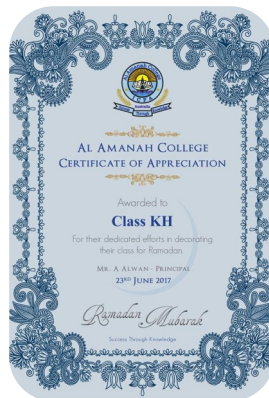 AL AMANAH COLLEGE
CERTIFICATE OF APPRECIATION
Awarded to
Class KH
For their dedicated efforts in decorating
their class for Ramadan.
MR. A ALWAN - PRINCIPAL
23RD JUNE 2017
Ramadan Mubarak
Success Through Knowledge